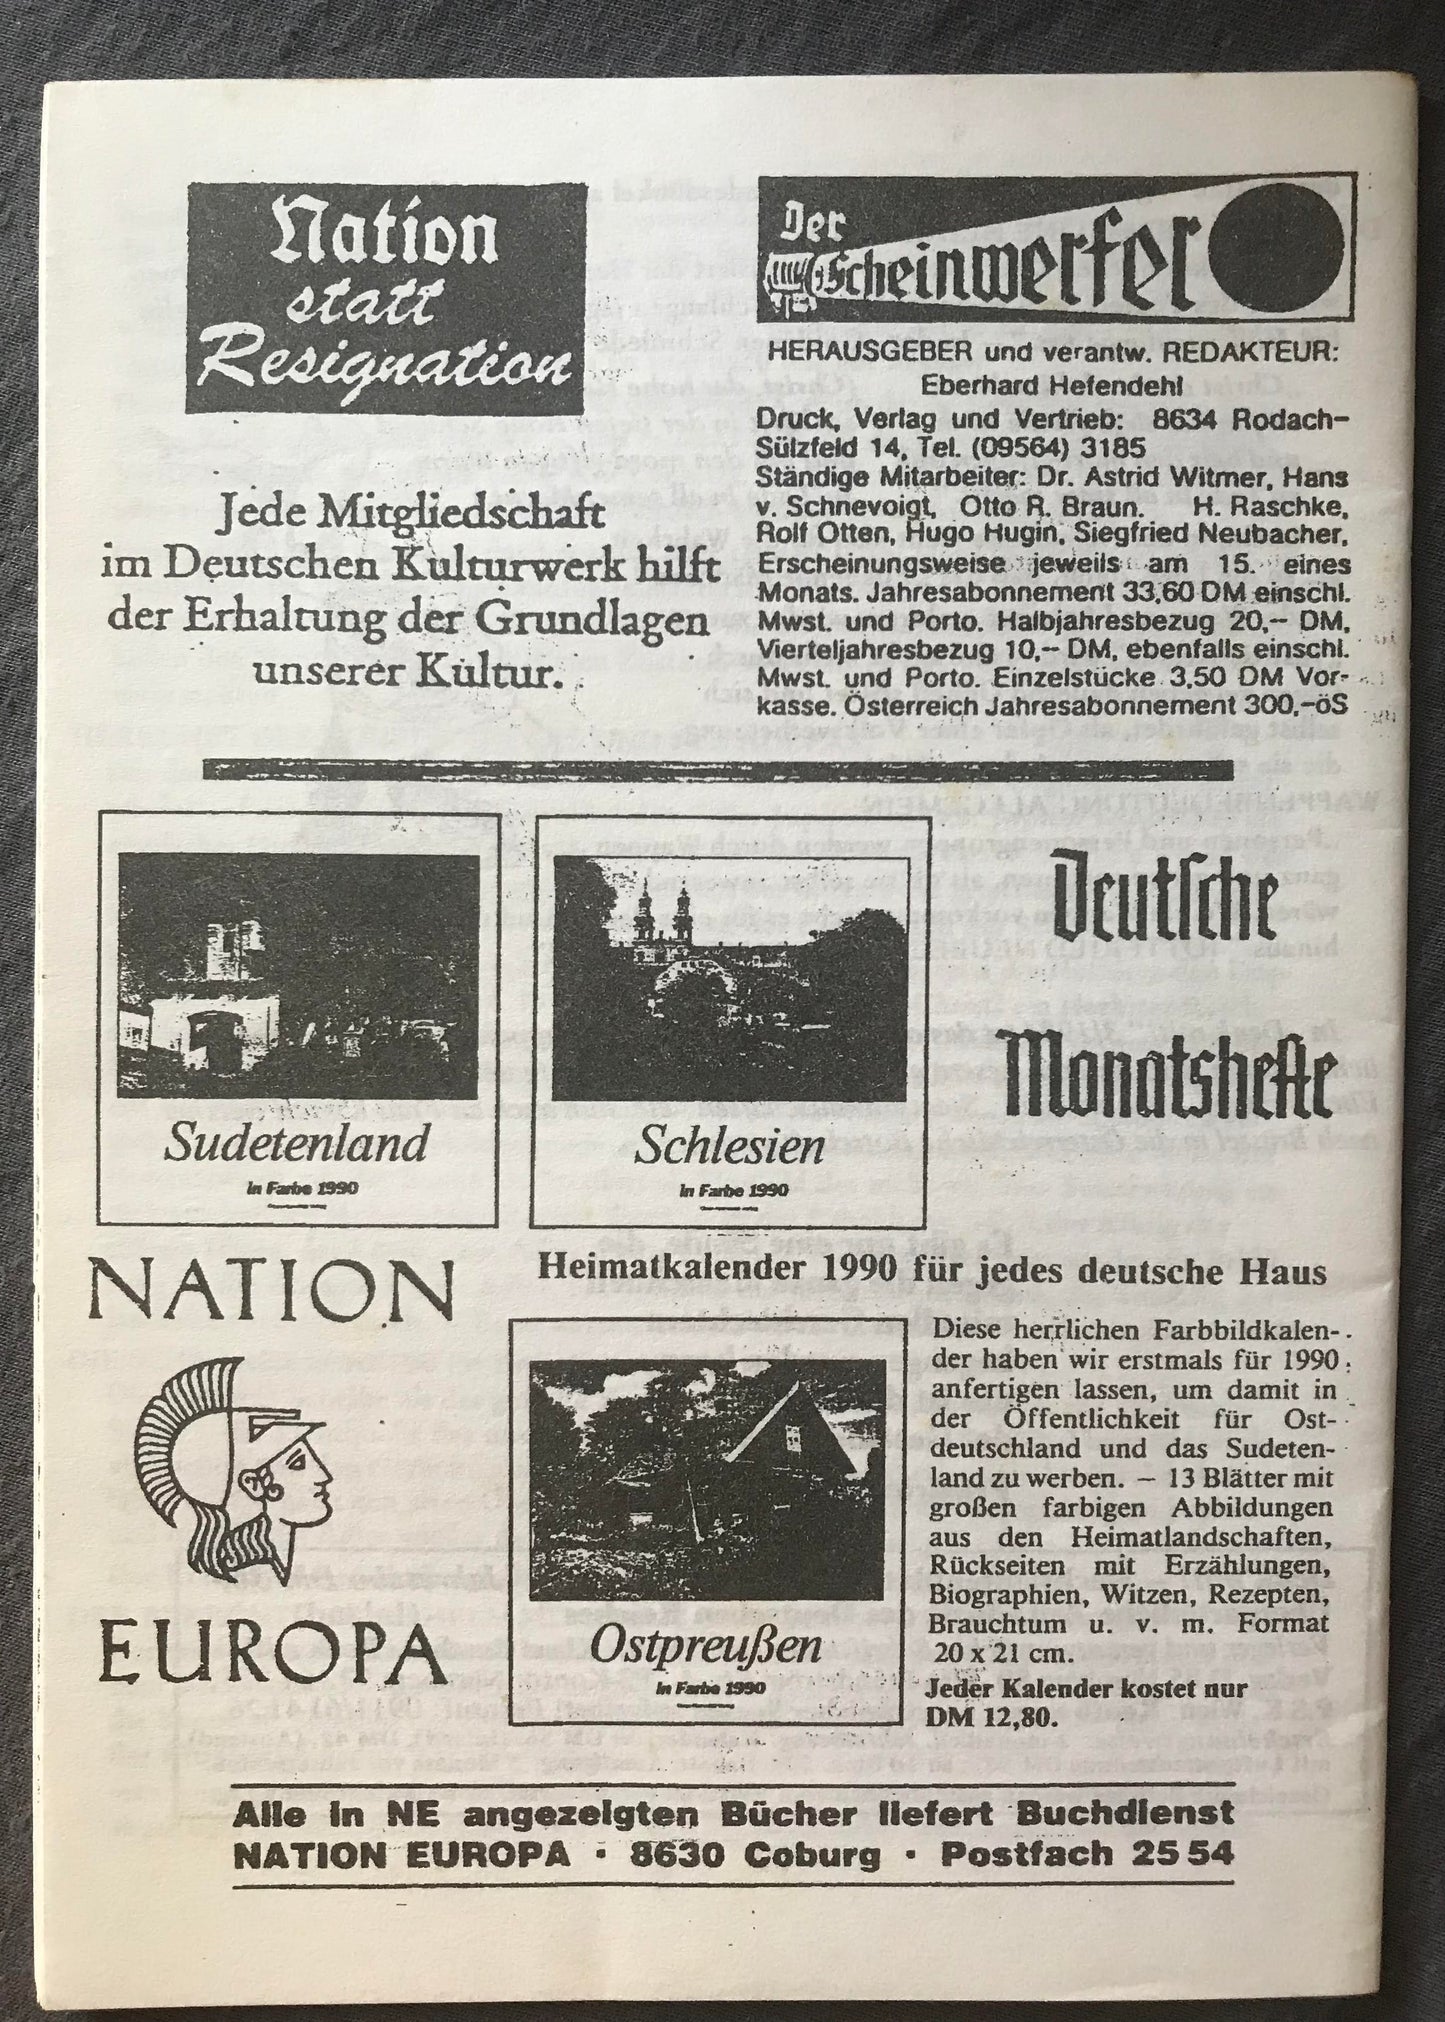 Nation
statt
Resignation
Jede Mitgliedschaft
im Deutschen Kulturwerk hilft
der Erhaltung der Grundlagen
unserer Kultur.
Der
Scheinwerfer
HERAUSGEBER und verantw. REDAKTEUR:
Eberhard Hefendehl
Druck, Verlag und Vertrieb: 8634 Rodach-
Sülzfeld 14, Tel. (09564) 3185
Ständige Mitarbeiter: Dr. Astrid Witmer, Hans
v. Schnevoigt, Otto R. Braun. H. Raschke,
Rolf Otten, Hugo Hugin, Siegfried Neubacher,
Erscheinungsweise jeweils am 15. eines
Monats. Jahresabonnement 33,60 DM einschl.
Mwst. und Porto. Halbjahresbezug 20,-- DM,
Vierteljahresbezug 10,-- DM, ebenfalls einschl.
Mwst. und Porto. Einzelstücke 3,50 DM Vor-
kasse. Österreich Jahresabonnement 300,-öS
Sudetenland
in Farbe 1990
Schlesien
in Farbe 1990
Deutsche
Monatshefte
NATION
EUROPA
Heimatkalender 1990 für jedes deutsche Haus
Ostpreußen
in Farbe 1990
Diese herrlichen Farbbildkalen-
der haben wir erstmals für 1990
anfertigen lassen, um damit in
der Öffentlichkeit für Ost-
deutschland und das Sudeten-
land zu werben. – 13 Blätter mit
großen farbigen Abbildungen
aus den Heimatlandschaften,
Rückseiten mit Erzählungen,
Biographien, Witzen, Rezepten,
Brauchtum u. v. m. Format
20 x 21 cm.
Jeder Kalender kostet nur
DM 12,80.
Alle in NE angezeigten Bücher liefert Buchdienst
NATION EUROPA · 8630 Coburg · Postfach 25 54